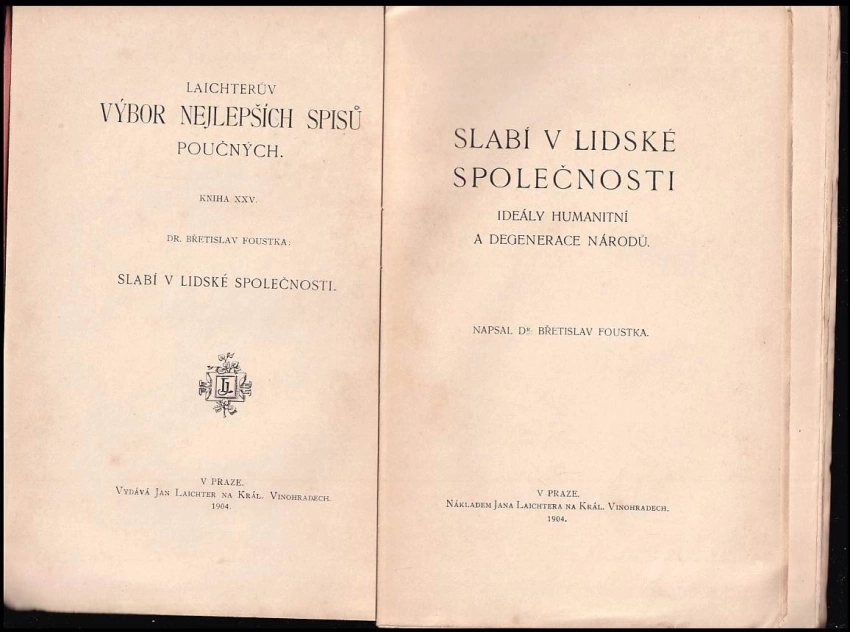 LAICHTERŮV
VÝBOR NEJLEPŠÍCH SPISŮ
POUČNÝCH.
KNIHA XXV.
DR. BŘETISLAV FOUSTKA:
SLABÍ V LIDSKÉ SPOLEČNOSTI.
JL
V PRAZE.
VYDÁVÁ JAN LAICHTER NA KRÁL. VINOHRADECH.
1904.
SLABÍ V LIDSKÉ
SPOLEČNOSTI
IDEÁLY HUMANITNÍ
A DEGENERACE NÁRODŮ.
NAPSAL DR. BŘETISLAV FOUSTKA.
V PRAZE.
NÁKLADEM JANA LAICHTERA NA KRÁL. VINOHRADECH.
1904.